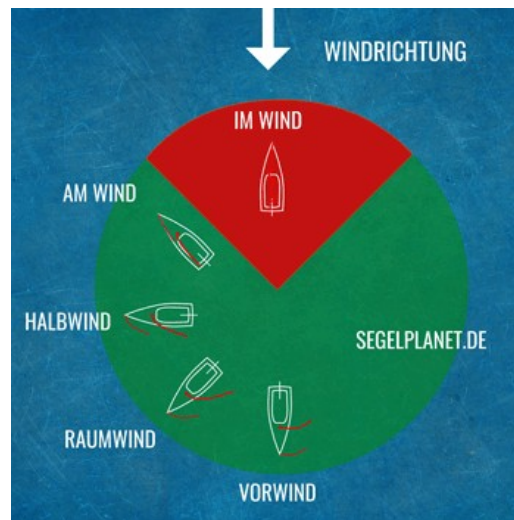 WINDRICHTUNG
IM WIND
AM WIND
HALBWIND
SEGELPLANET.DE
RAUMWIND
VORWIND